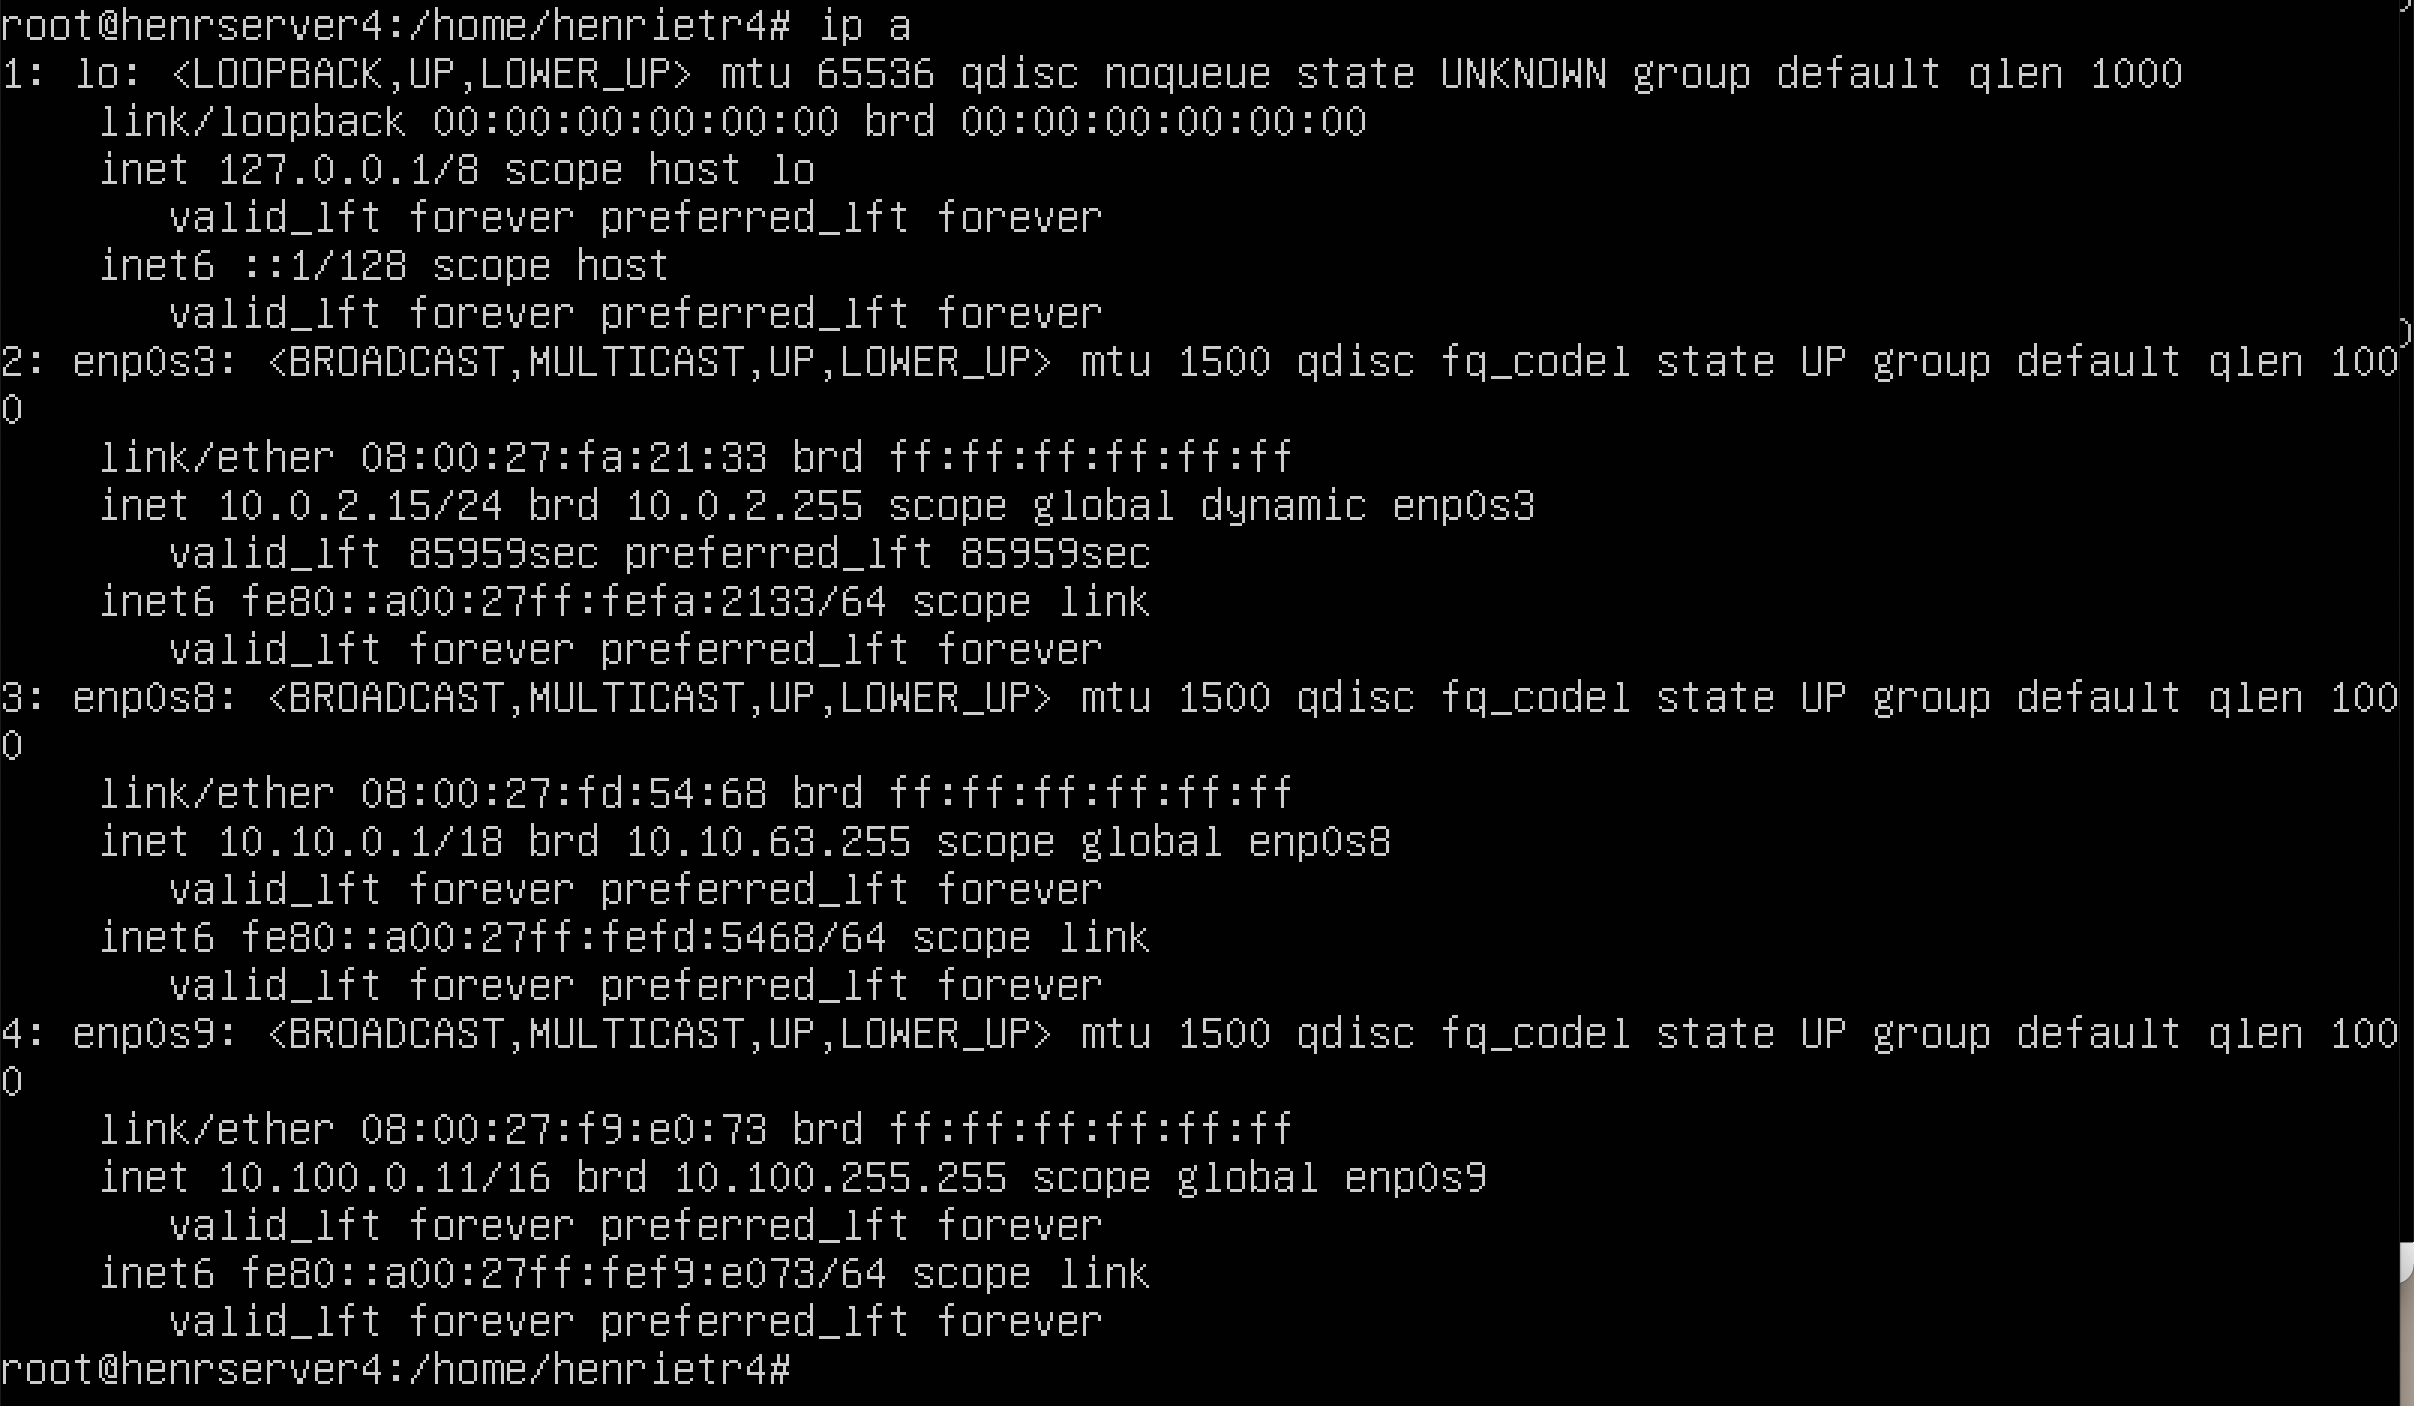 root@henrserver4:/home/henrietr4# ip a
1: lo: <LOOPBACK,UP,LOWER_UP> mtu 65536 qdisc noqueue state UNKNOWN group default qlen 1000
    link/loopback 00:00:00:00:00:00 brd 00:00:00:00:00:00
    inet 127.0.0.1/8 scope host lo
       valid_lft forever preferred_lft forever
    inet6 ::1/128 scope host
       valid_lft forever preferred_lft forever
2: enp0s3: <BROADCAST,MULTICAST,UP,LOWER_UP> mtu 1500 qdisc fq_codel state UP group default qlen 100
0
    link/ether 08:00:27:fa:21:33 brd ff:ff:ff:ff:ff:ff
    inet 10.0.2.15/24 brd 10.0.2.255 scope global dynamic enp0s3
       valid_lft 85959sec preferred_lft 85959sec
    inet6 fe80::a00:27ff:fefa:2133/64 scope link
       valid_lft forever preferred_lft forever
3: enp0s8: <BROADCAST,MULTICAST,UP,LOWER_UP> mtu 1500 qdisc fq_codel state UP group default qlen 100
0
    link/ether 08:00:27:fd:54:68 brd ff:ff:ff:ff:ff:ff
    inet 10.10.0.1/18 brd 10.10.63.255 scope global enp0s8
       valid_lft forever preferred_lft forever
    inet6 fe80::a00:27ff:fefd:5468/64 scope link
       valid_lft forever preferred_lft forever
4: enp0s9: <BROADCAST,MULTICAST,UP,LOWER_UP> mtu 1500 qdisc fq_codel state UP group default qlen 100
0
    link/ether 08:00:27:f9:e0:73 brd ff:ff:ff:ff:ff:ff
    inet 10.100.0.11/16 brd 10.100.255.255 scope global enp0s9
       valid_lft forever preferred_lft forever
    inet6 fe80::a00:27ff:fef9:e073/64 scope link
       valid_lft forever preferred_lft forever
root@henrserver4:/home/henrietr4#